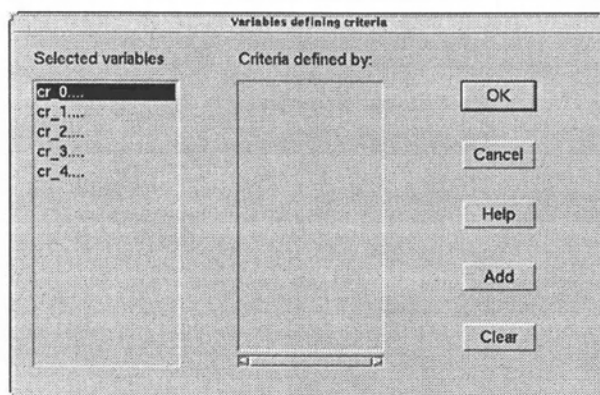 Variables defining criteria
Selected variables
cr_0....
cr_1....
cr_2....
cr_3....
cr_4....
Criteria defined by:
OK
Cancel
Help
Add
Clear